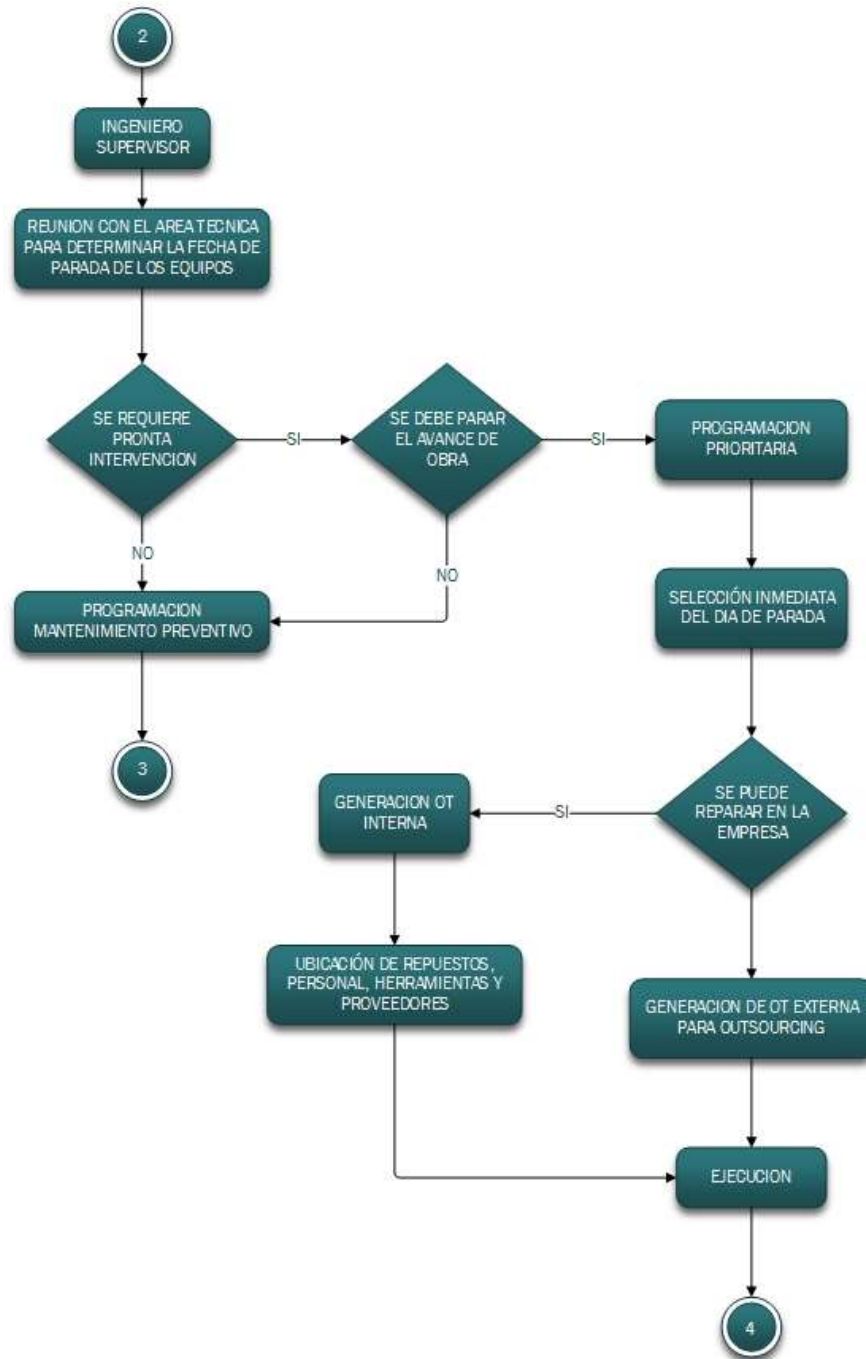 2
INGENIERO
SUPERVISOR
REUNION CON EL AREA TECNICA
PARA DETERMINAR LA FECHA DE
PARADA DE LOS EQUIPOS
SE REQUIERE
PRONTA
INTERVENCION
SI
SE DEBE PARAR
EL AVANCE DE
OBRA
SI
PROGRAMACION
PRIORITARIA
NO
NO
PROGRAMACION
MANTENIMIENTO PREVENTIVO
SELECCIÓN INMEDIATA
DEL DIA DE PARADA
3
SE PUEDE
REPARAR EN LA
EMPRESA
SI
GENERACION OT
INTERNA
UBICACIÓN DE REPUESTOS,
PERSONAL, HERRAMIENTAS Y
PROVEEDORES
GENERACION DE OT EXTERNA
PARA OUTSOURCING
EJECUCION
4